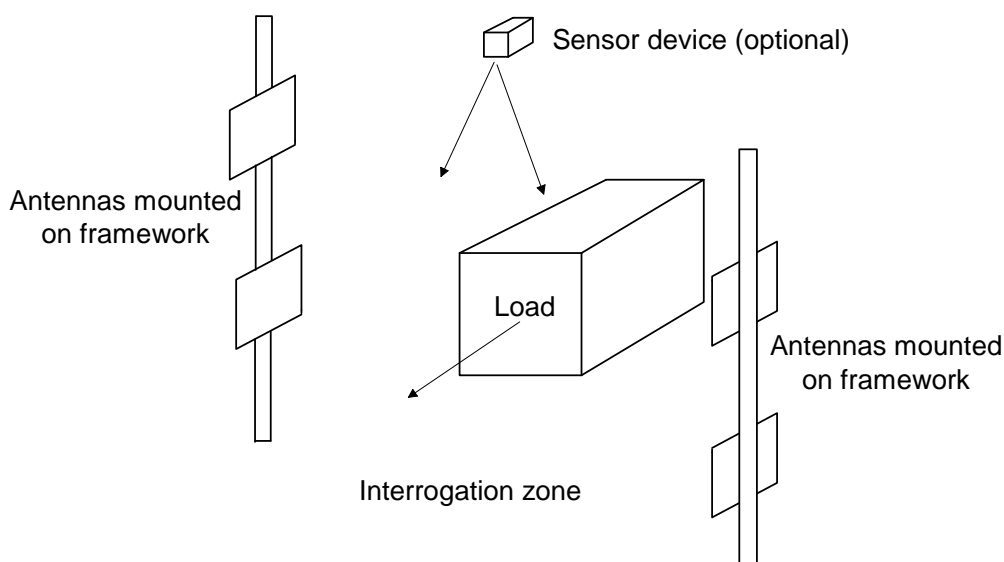 Sensor device (optional)
Antennas mounted
on framework
Load
Antennas mounted
on framework
Interrogation zone